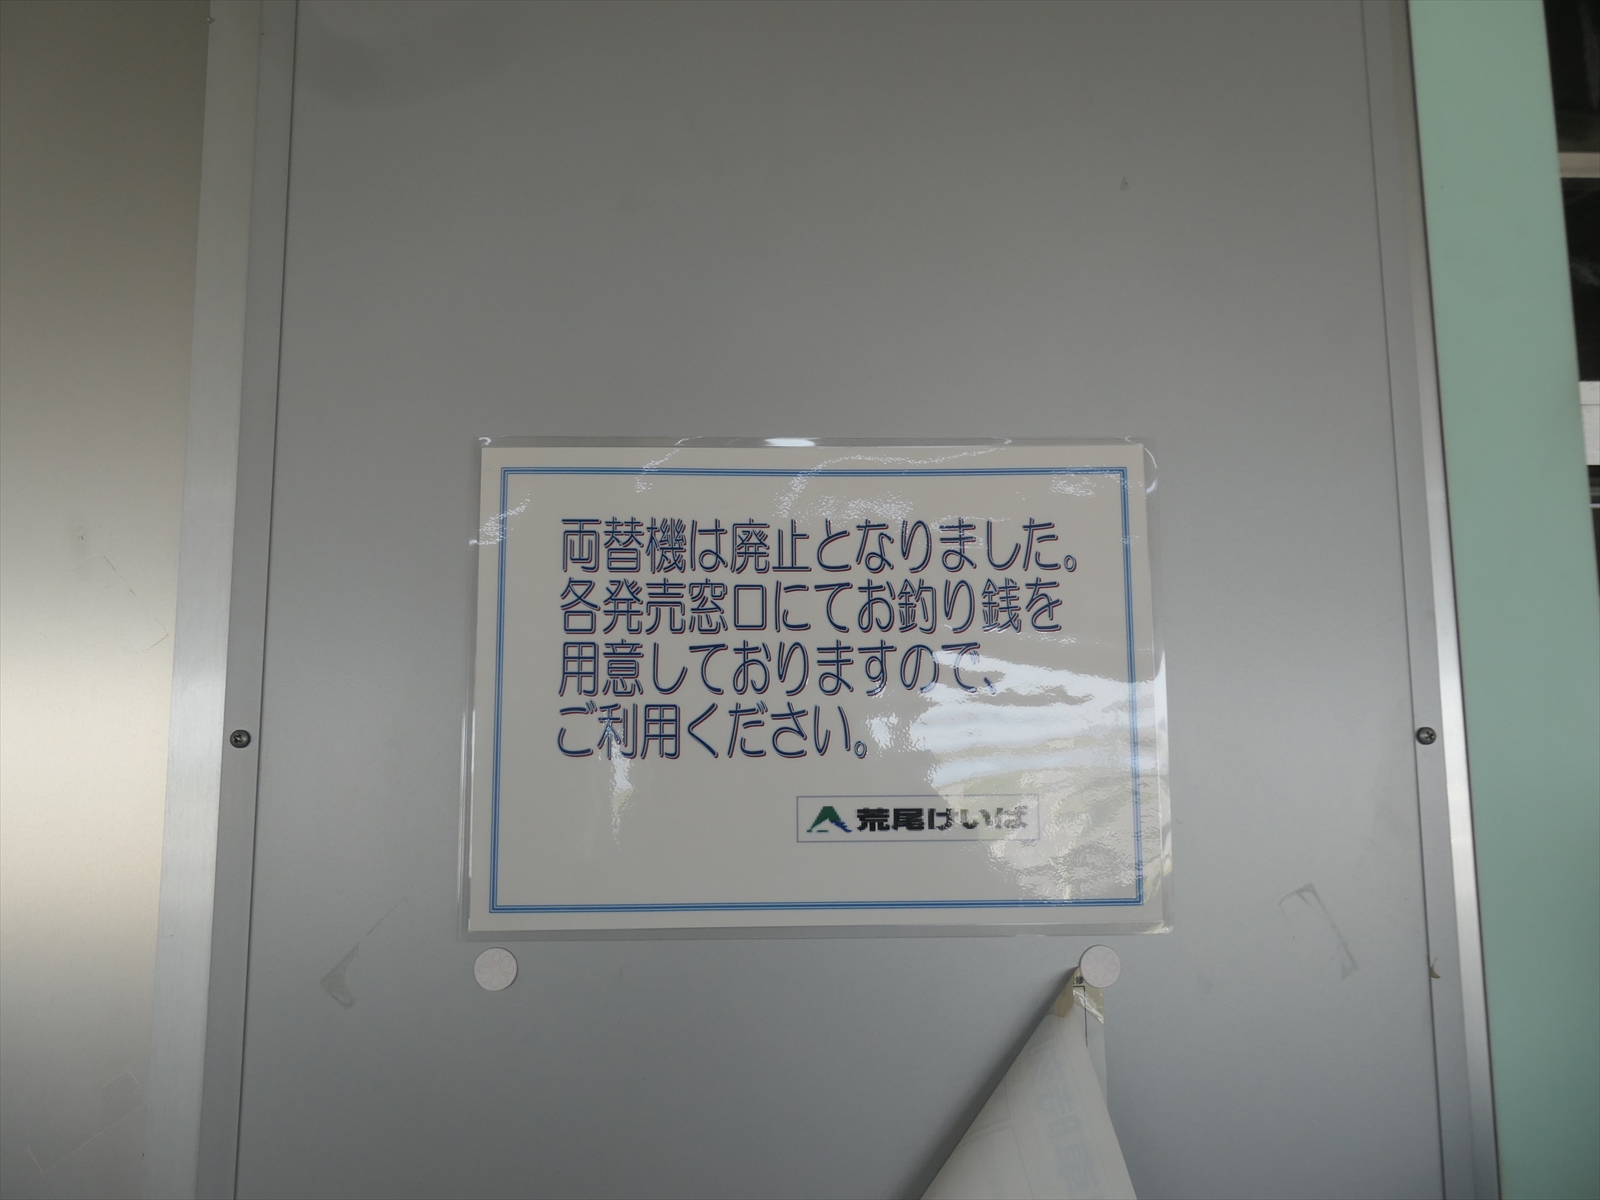 両替機は廃止となりました。
各発売窓口にてお釣り銭を
用意しておりますので、
ご利用ください。
荒尾けいば